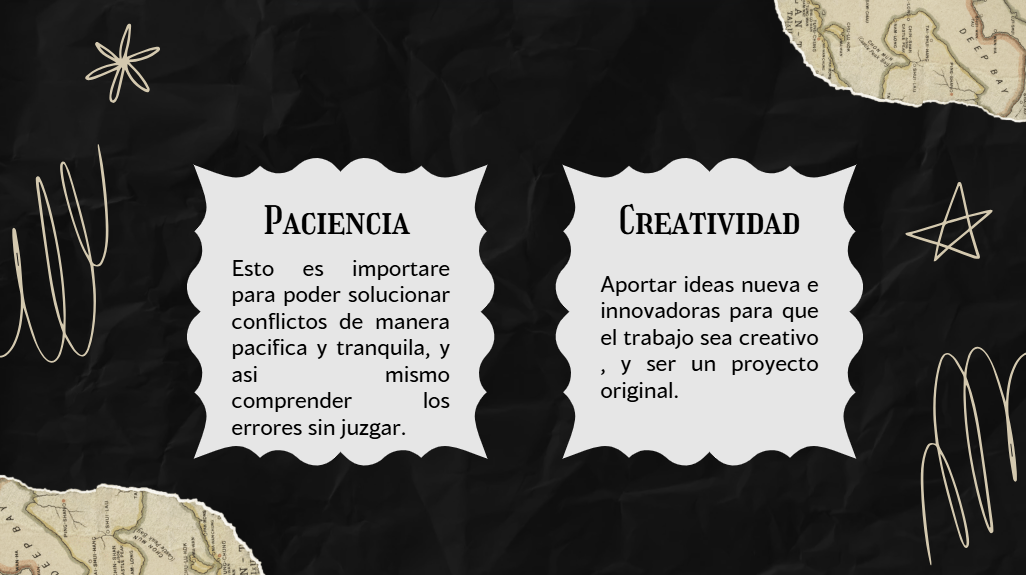 DEEP BAY
PACIENCIA
Esto es importare
para poder solucionar
conflictos de manera
pacifica y tranquila, y
asi mismo
comprender los
errores sin juzgar.
CREATIVIDAD
Aportar ideas nueva e
innovadoras para que
el trabajo sea creativo
, y ser un proyecto
original.
DEEP BAY